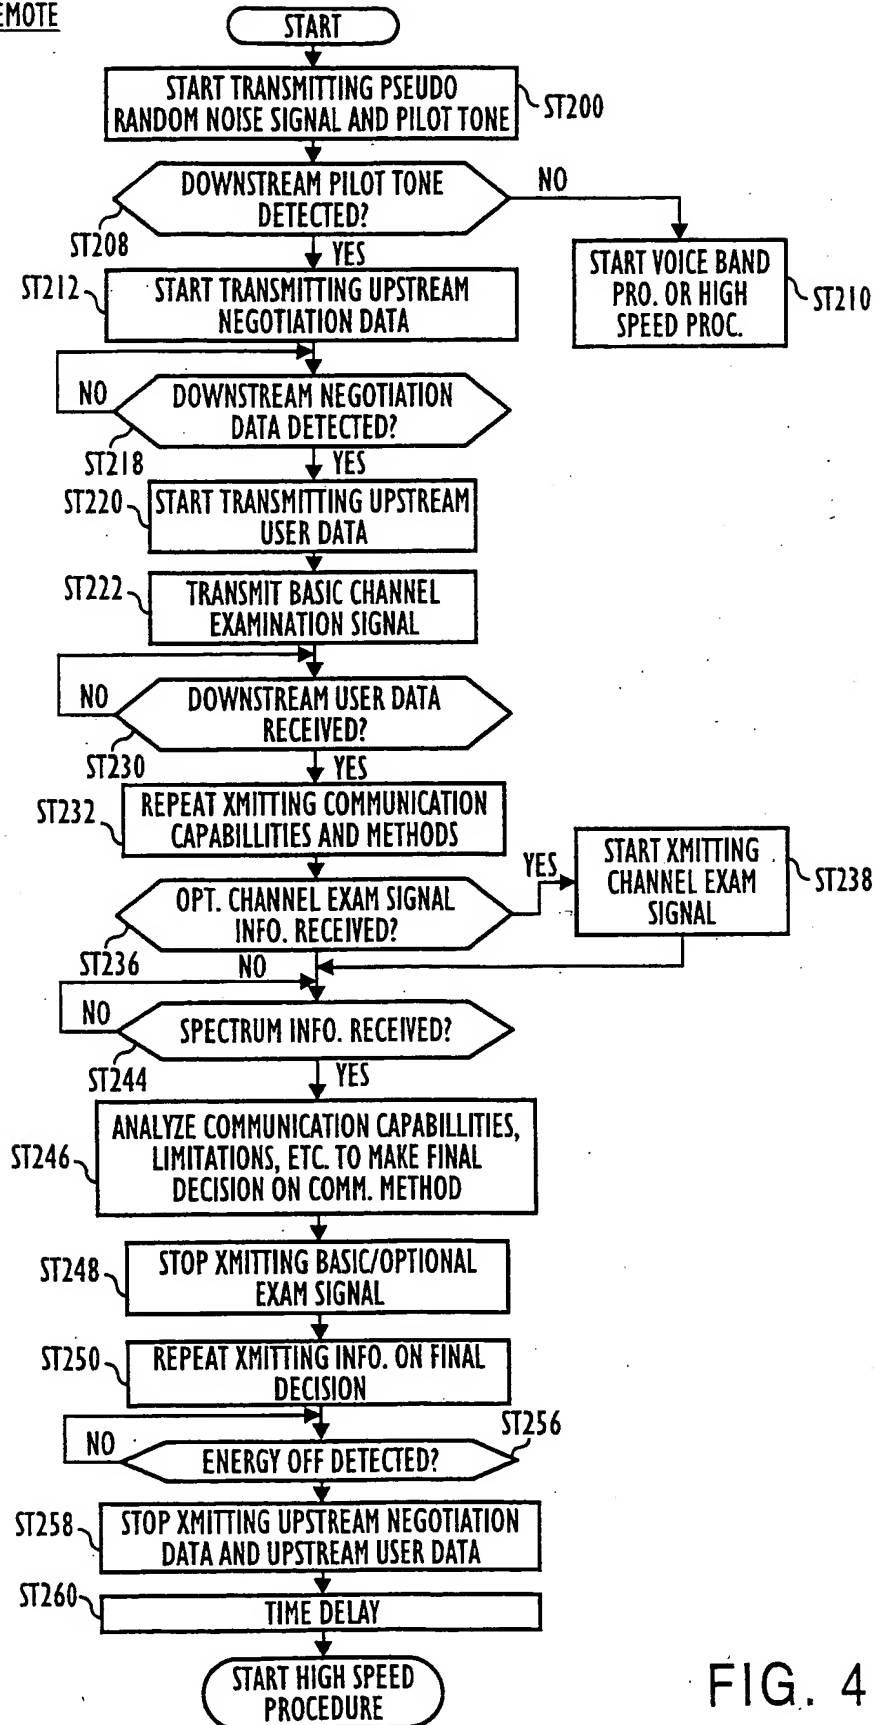 EMOTE
START
START TRANSMITTING PSEUDO
RANDOM NOISE SIGNAL AND PILOT TONE
ST200
DOWNSTREAM PILOT TONE
DETECTED?
NO
ST208
YES
START VOICE BAND
PRO. OR HIGH
SPEED PROC.
ST210
ST212
START TRANSMITTING UPSTREAM
NEGOTIATION DATA
NO
DOWNSTREAM NEGOTIATION
DATA DETECTED?
ST218
YES
ST220
START TRANSMITTING UPSTREAM
USER DATA
ST222
TRANSMIT BASIC CHANNEL
EXAMINATION SIGNAL
NO
DOWNSTREAM USER DATA
RECEIVED?
ST230
YES
ST232
REPEAT XMITTING COMMUNICATION
CAPABILLITIES AND METHODS
OPT. CHANNEL EXAM SIGNAL
INFO. RECEIVED?
YES
START XMITTING
CHANNEL EXAM
SIGNAL
ST238
ST236
NO
NO
SPECTRUM INFO. RECEIVED?
ST244
YES
ST246
ANALYZE COMMUNICATION CAPABILLITIES,
LIMITATIONS, ETC. TO MAKE FINAL
DECISION ON COMM. METHOD
ST248
STOP XMITTING BASIC/OPTIONAL
EXAM SIGNAL
ST250
REPEAT XMITTING INFO. ON FINAL
DECISION
ST256
NO
ENERGY OFF DETECTED?
ST258
STOP XMITTING UPSTREAM NEGOTIATION
DATA AND UPSTREAM USER DATA
ST260
TIME DELAY
START HIGH SPEED
PROCEDURE
FIG. 4